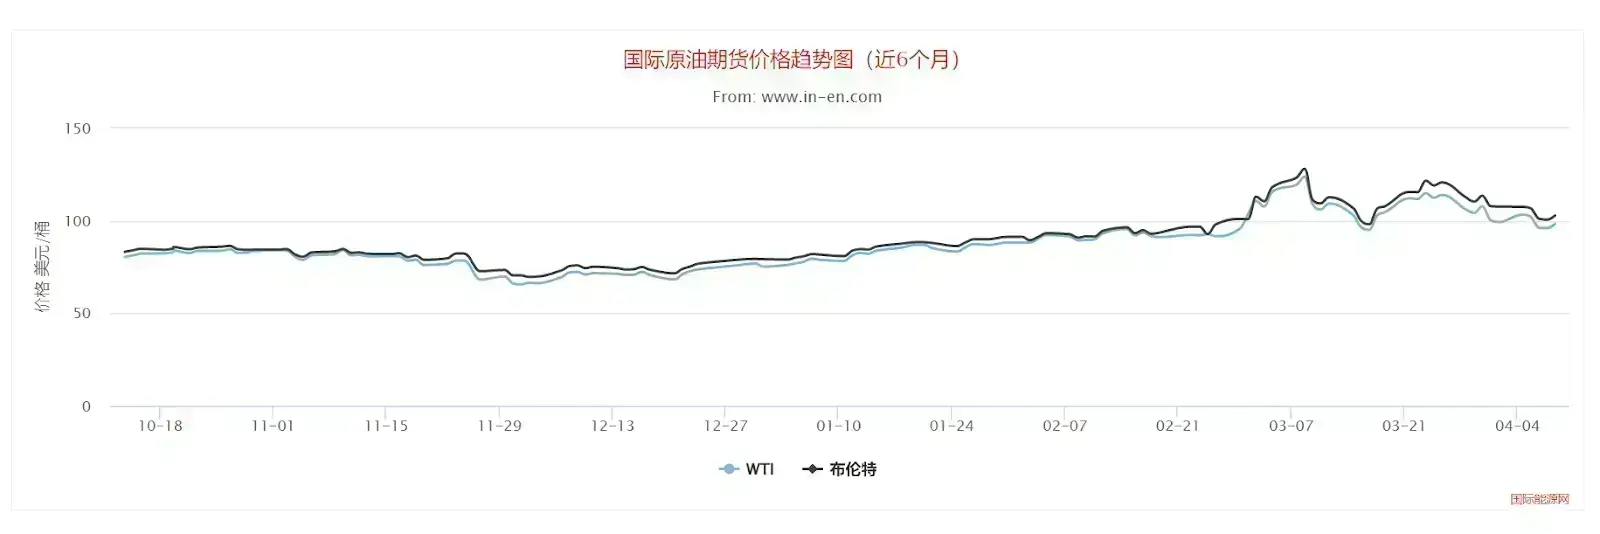 国际原油期货价格趋势图（近6个月）
From: www.in-en.com
价格 美元/桶
150
100
50
0
10-18 11-01 11-15 11-29 12-13 12-27 01-10 01-24 02-07 02-21 03-07 03-21 04-04
WTI 布伦特
国际能源网